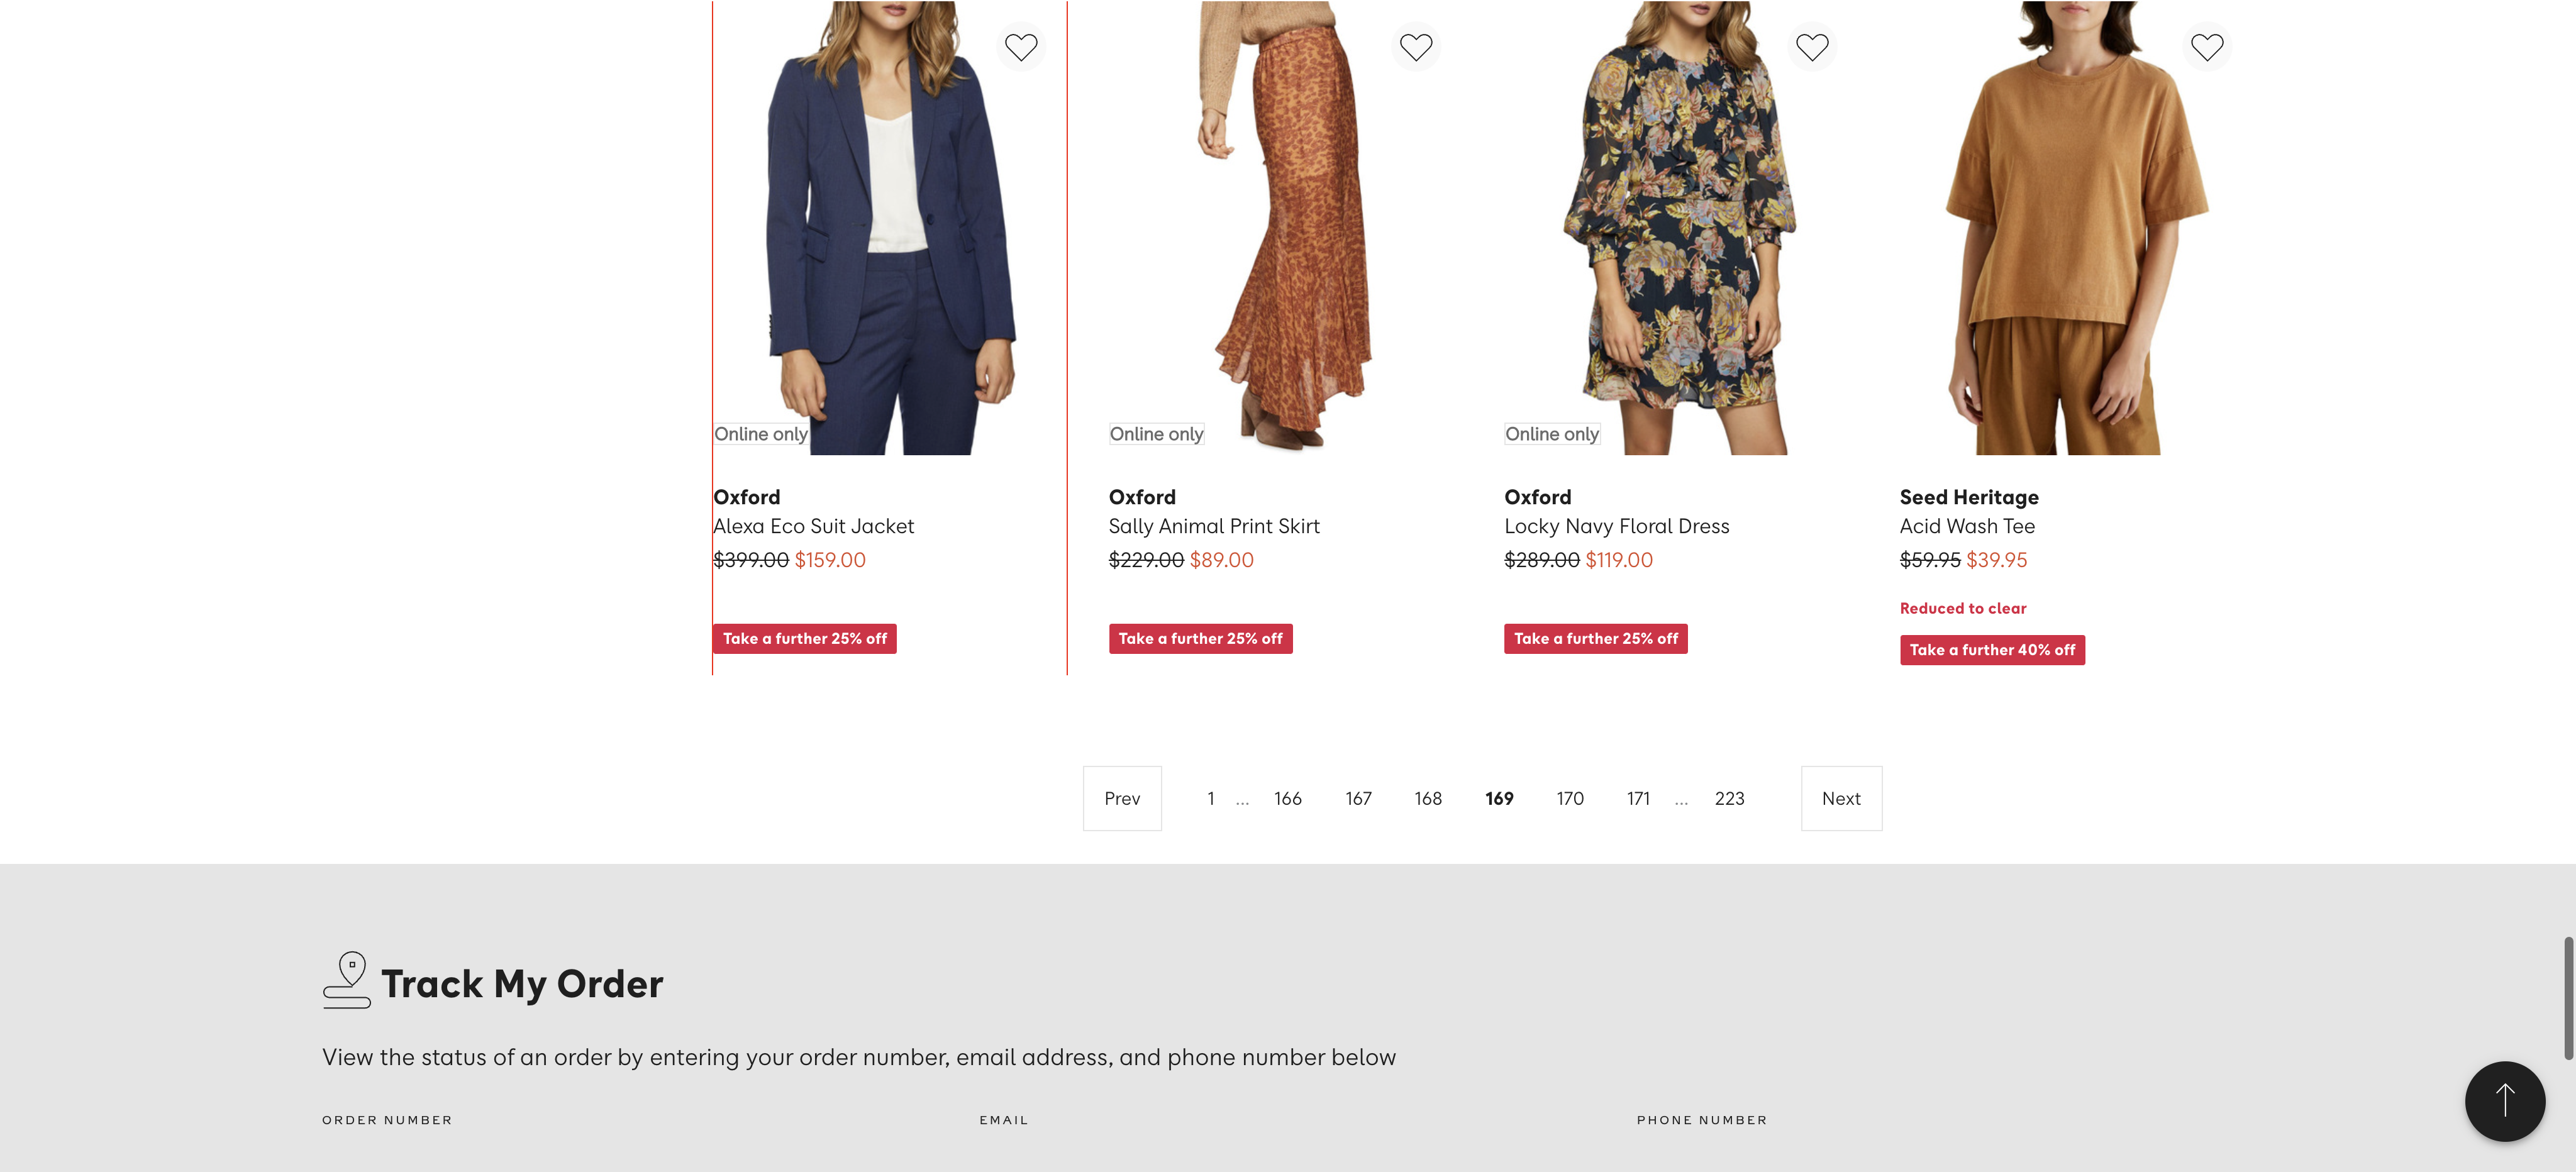 Online only
Oxford
Alexa Eco Suit Jacket
$399.00 $159.00
Take a further 25% off
Online only
Oxford
Sally Animal Print Skirt
$229.00 $89.00
Take a further 25% off
Online only
Oxford
Locky Navy Floral Dress
$289.00 $119.00
Take a further 25% off
Seed Heritage
Acid Wash Tee
$59.95 $39.95
Reduced to clear
Take a further 40% off
Prev 1 ... 166 167 168 169 170 171 ... 223 Next
Track My Order
View the status of an order by entering your order number, email address, and phone number below
ORDER NUMBER EMAIL PHONE NUMBER